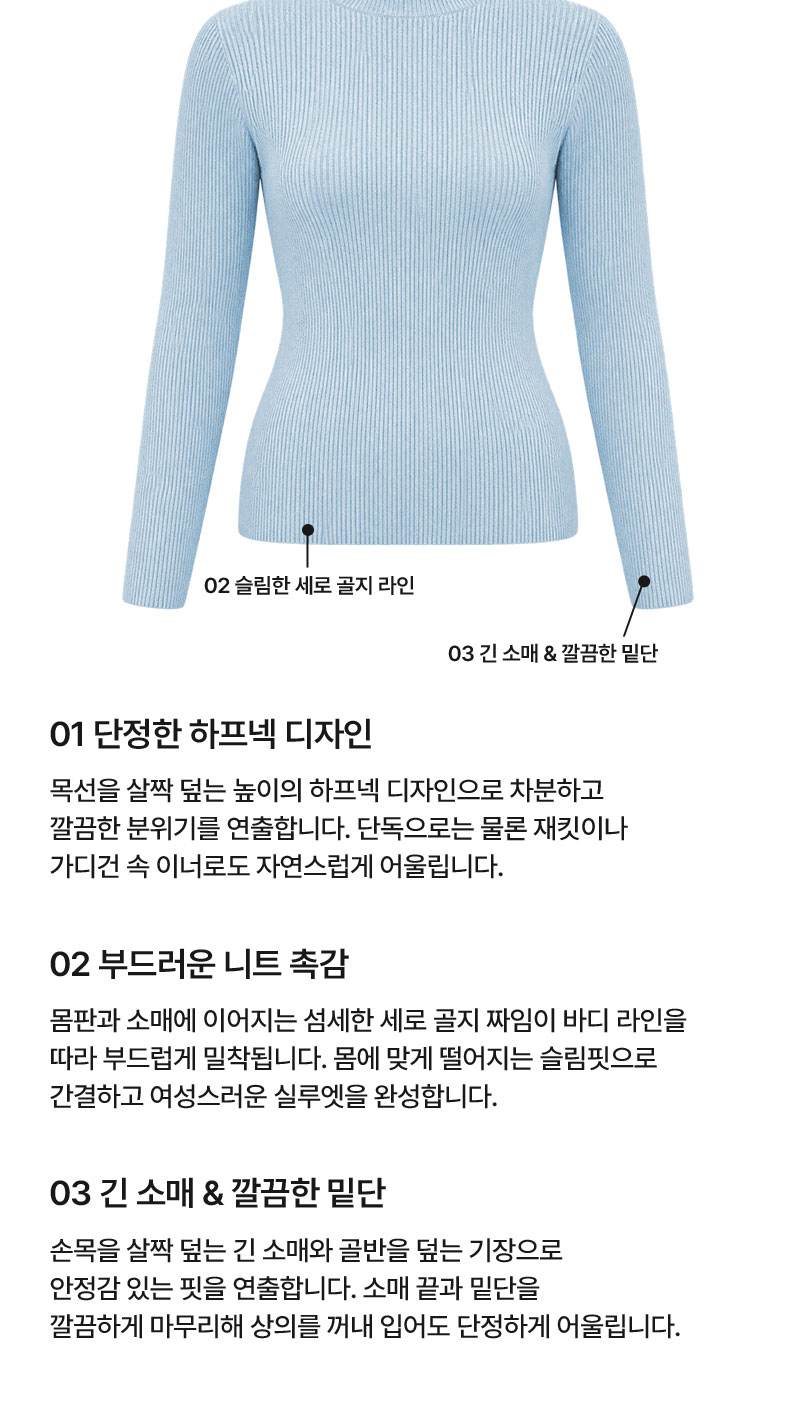 02 슬림한 세로 골지 라인
03 긴 소매 & 깔끔한 밑단
01 단정한 하프넥 디자인
목선을 살짝 덮는 높이의 하프넥 디자인으로 차분하고
깔끔한 분위기를 연출합니다. 단독으로는 물론 재킷이나
가디건 속 이너로도 자연스럽게 어울립니다.
02 부드러운 니트 촉감
몸판과 소매에 이어지는 섬세한 세로 골지 짜임이 바디 라인을
따라 부드럽게 밀착됩니다. 몸에 맞게 떨어지는 슬림핏으로
간결하고 여성스러운 실루엣을 완성합니다.
03 긴 소매 & 깔끔한 밑단
손목을 살짝 덮는 긴 소매와 골반을 덮는 기장으로
안정감 있는 핏을 연출합니다. 소매 끝과 밑단을
깔끔하게 마무리해 상의를 꺼내 입어도 단정하게 어울립니다.